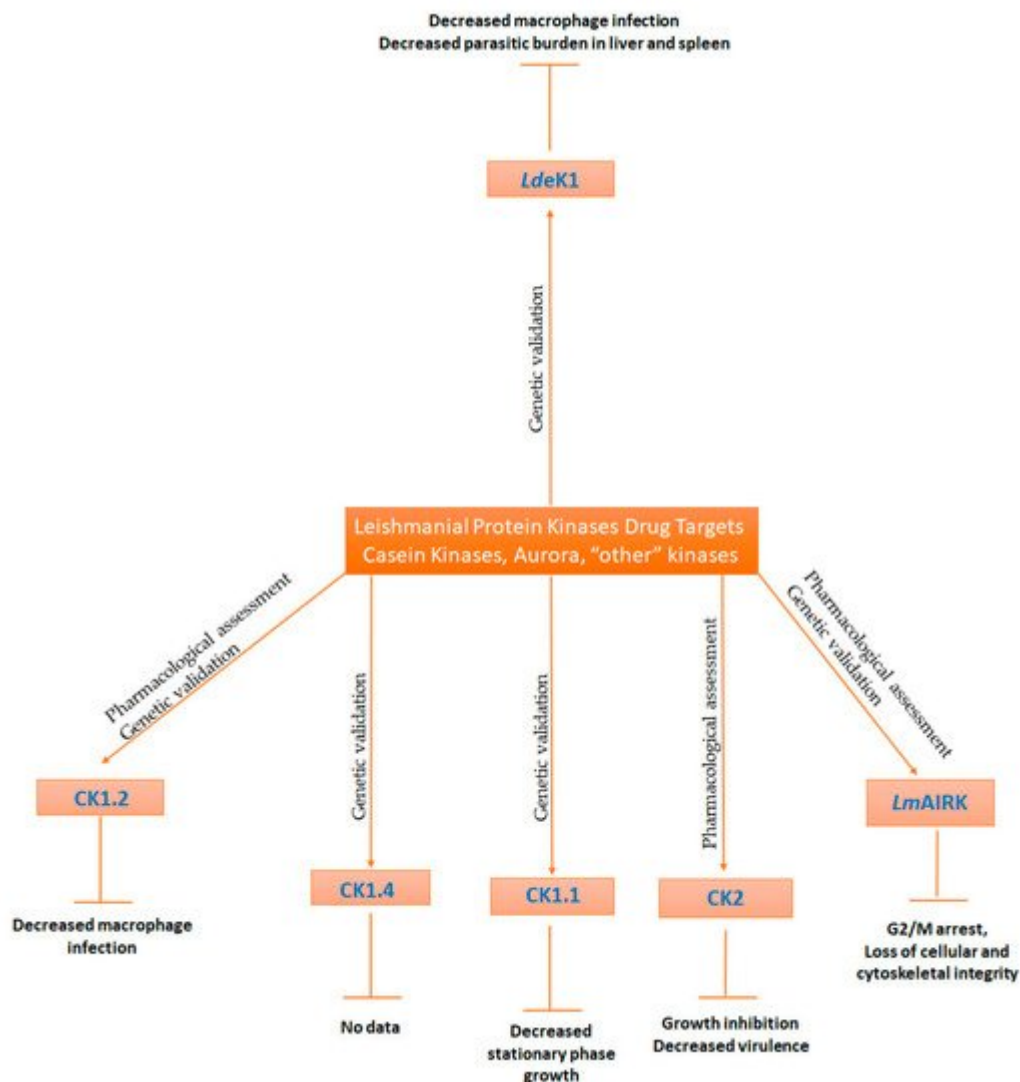 Decreased macrophage infection
Decreased parasitic burden in liver and spleen
LdeK1
Genetic validation
Leishmanial Protein Kinases Drug Targets
Casein Kinases, Aurora, "other" kinases
Pharmacological assessment
Genetic validation
Genetic validation
Genetic validation
Pharmacological assessment
Pharmacological assessment
Genetic validation
CK1.2
CK1.4
CK1.1
CK2
LmAIRK
Decreased macrophage
infection
No data
Decreased
stationary phase
growth
Growth inhibition
Decreased virulence
G2/M arrest,
Loss of cellular and
cytoskeletal integrity